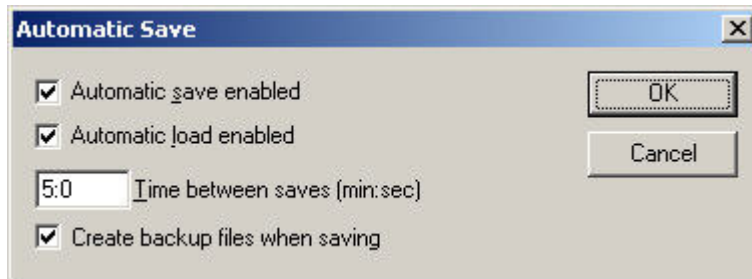 Automatic Save
Automatic save enabled
OK
Automatic load enabled
Cancel
5:0 Time between saves (min:sec)
Create backup files when saving